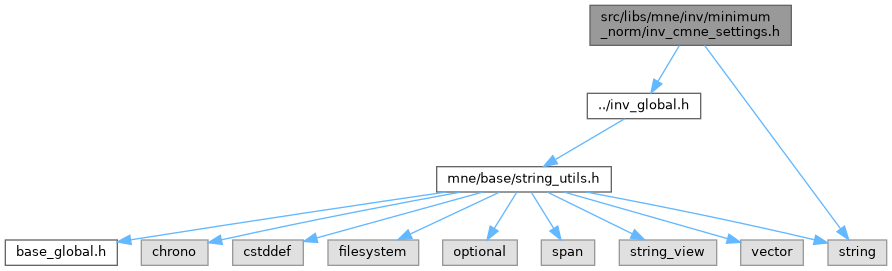 src/libs/mne/inv/minimum
_norm/inv_cmne_settings.h
../inv_global.h
mne/base/string_utils.h
base_global.h
chrono
cstddef
filesystem
optional
span
string_view
vector
string